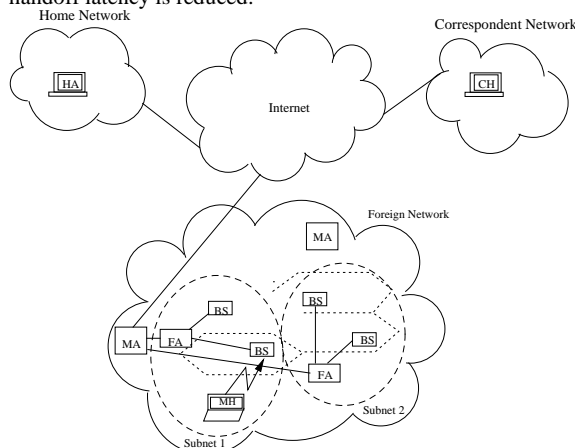 handoff latency is reduced.
Home Network
Correspondent Network
HA
CH
Internet
Foreign Network
MA
BS
BS
MA
FA
BS
BS
FA
MH
Subnet 2
Subnet 1